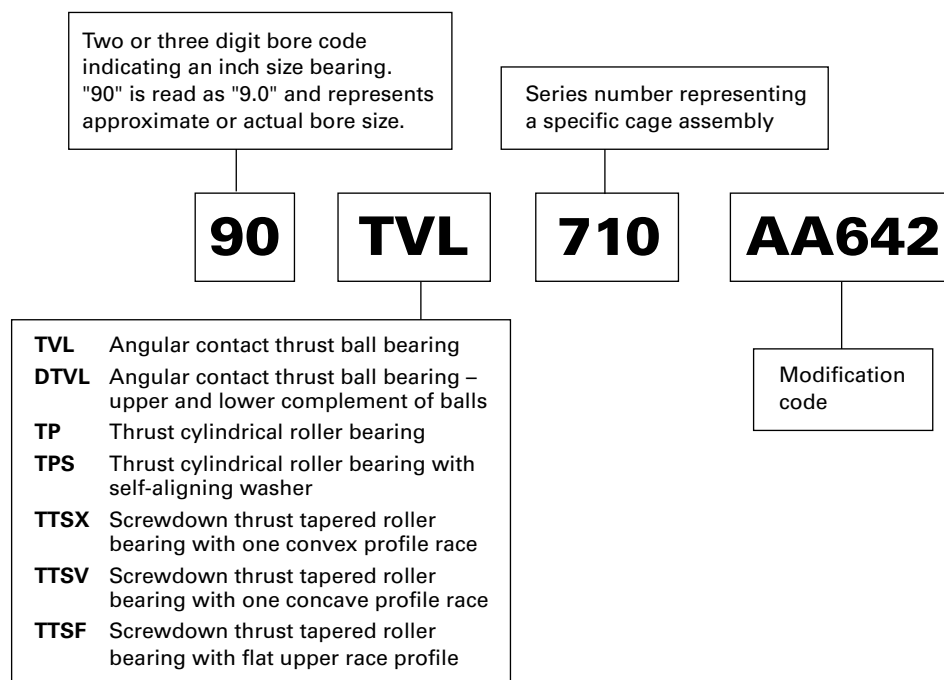 Two or three digit bore code
indicating an inch size bearing.
"90" is read as "9.0" and represents
approximate or actual bore size.
Series number representing
a specific cage assembly
90 TVL 710 AA642
TVL Angular contact thrust ball bearing
DTVL Angular contact thrust ball bearing –
upper and lower complement of balls
TP Thrust cylindrical roller bearing
TPS Thrust cylindrical roller bearing with
self-aligning washer
TTSX Screwdown thrust tapered roller
bearing with one convex profile race
TTSV Screwdown thrust tapered roller
bearing with one concave profile race
TTSF Screwdown thrust tapered roller
bearing with flat upper race profile
Modification
code